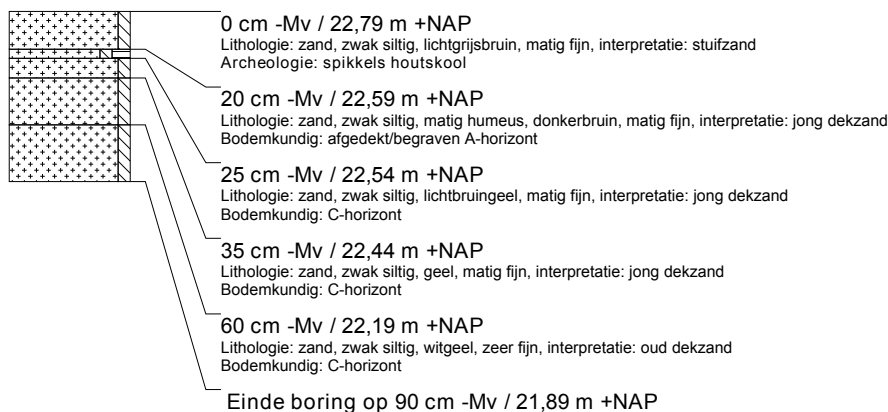 0 cm -Mv / 22,79 m +NAP
Lithologie: zand, zwak siltig, lichtgrijsbruin, matig fijn, interpretatie: stuifzand
Archeologie: spikkels houtskool
20 cm -Mv / 22,59 m +NAP
Lithologie: zand, zwak siltig, matig humeus, donkerbruin, matig fijn, interpretatie: jong dekzand
Bodemkundig: afgedekt/begraven A-horizont
25 cm -Mv / 22,54 m +NAP
Lithologie: zand, zwak siltig, lichtbruingeel, matig fijn, interpretatie: jong dekzand
Bodemkundig: C-horizont
35 cm -Mv / 22,44 m +NAP
Lithologie: zand, zwak siltig, geel, matig fijn, interpretatie: jong dekzand
Bodemkundig: C-horizont
60 cm -Mv / 22,19 m +NAP
Lithologie: zand, zwak siltig, witgeel, zeer fijn, interpretatie: oud dekzand
Bodemkundig: C-horizont
Einde boring op 90 cm -Mv / 21,89 m +NAP